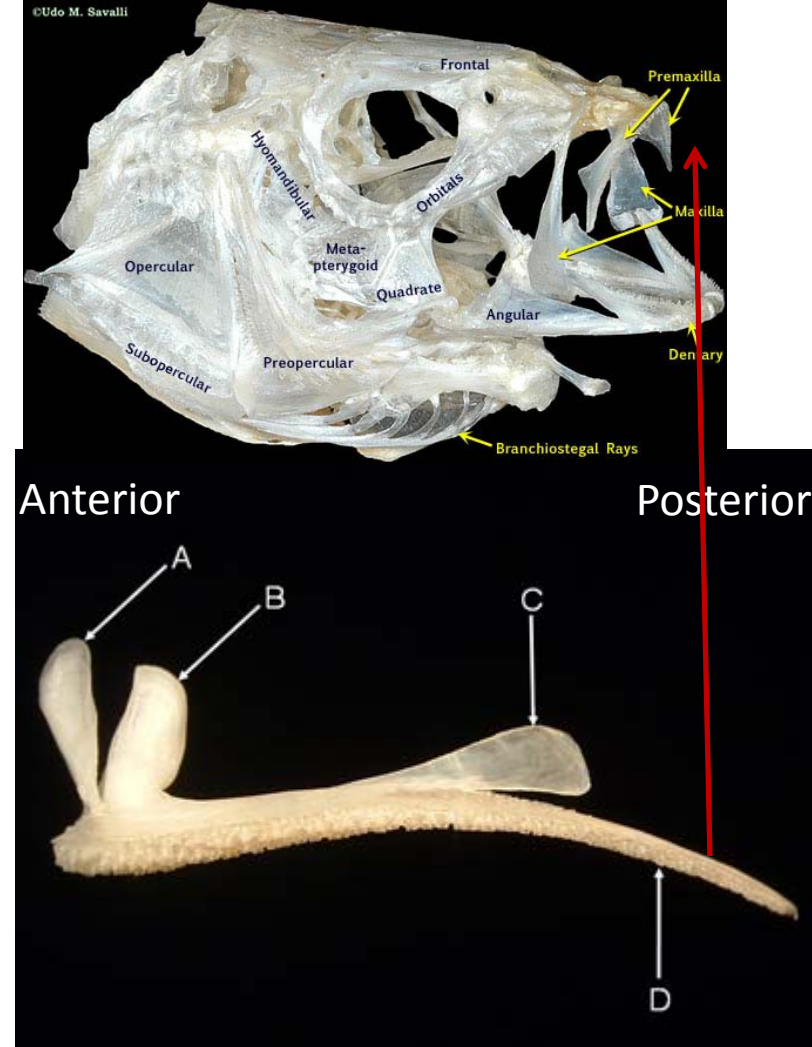 ©Udo M. Savalli
Frontal
Premaxilla
Hyomandibular
Orbitals
Maxilla
Opercular
Meta-
pterygoid
Quadrate
Angular
Subopercular
Preopercular
Dentary
Branchiostegal Rays
Anterior
Posterior
A
B
C
D